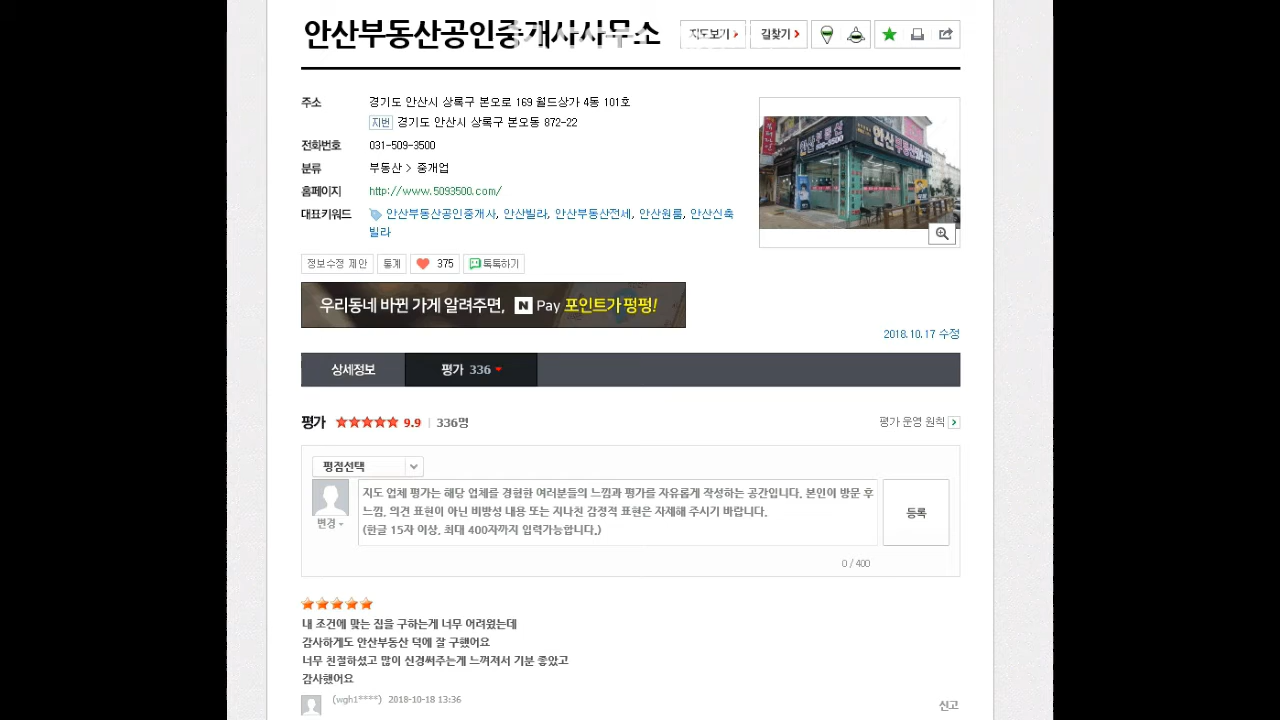 안산부동산공인중개사사무소
지도보기
길찾기
주소 경기도 안산시 상록구 본오로 169 월드상가 4동 101호
지번 경기도 안산시 상록구 본오동 872-22
전화번호 031-509-3500
분류 부동산 > 중개업
홈페이지 http://www.5093500.com/
대표키워드 안산부동산공인중개사, 안산빌라, 안산부동산전세, 안산원룸, 안산신축
빌라
안산부동산
정보수정 제안 통계 375 톡톡하기
우리동네 바뀐 가게 알려주면, N Pay 포인트가 펑펑!
2018.10.17 수정
상세정보 평가 336
평가 9.9 336명
평가 운영 원칙
평점선택
지도 업체 평가는 해당 업체를 경험한 여러분들의 느낌과 평가를 자유롭게 작성하는 공간입니다. 본인이 방문 후
느낌, 의견 표현이 아닌 비방성 내용 또는 지나친 감정적 표현은 자제해 주시기 바랍니다.
(한글 15자 이상, 최대 400자까지 입력가능합니다.)
변경
등록
0 / 400
내 조건에 맞는 집을 구하는게 너무 어려웠는데
감사하게도 안산부동산 덕에 잘 구했어요
너무 친절하셨고 많이 신경써주는게 느껴져서 기분 좋았고
감사했어요
(wgh1****) 2018-10-18 13:36
신고